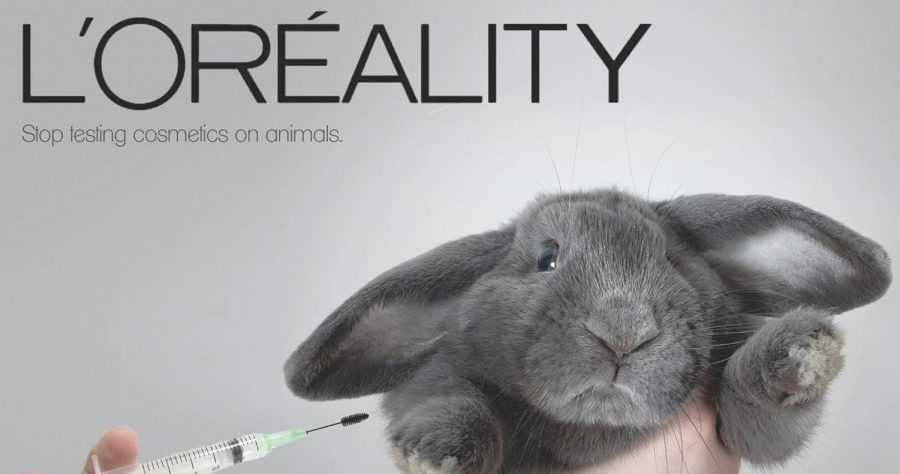 L'ORÉALITY
Stop testing cosmetics on animals.